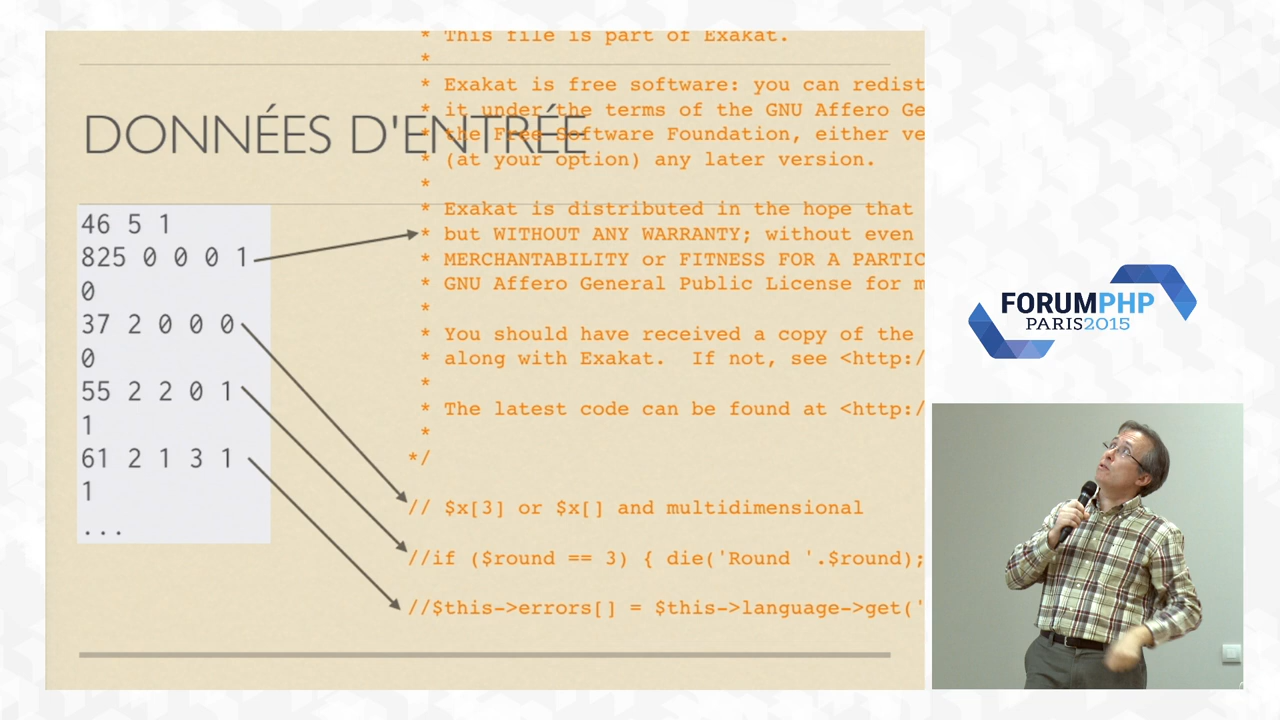 DONNÉES D'ENTRÉE
46 5 1
825 0 0 0 1
0
37 2 0 0 0
0
55 2 2 0 1
1
61 2 1 3 1
1
...
* This file is part of Exakat.
*
* Exakat is free software: you can redist
* it under the terms of the GNU Affero Ge
* the Free Software Foundation, either ve
* (at your option) any later version.
*
* Exakat is distributed in the hope that
* but WITHOUT ANY WARRANTY; without even
* MERCHANTABILITY or FITNESS FOR A PARTIC
* GNU Affero General Public License for m
*
* You should have received a copy of the
* along with Exakat.  If not, see <http:/
*
* The latest code can be found at <http:/
*
*/
// $x[3] or $x[] and multidimensional
//if ($round == 3) { die('Round '.$round);
//$this->errors[] = $this->language->get('
FORUMPHP
PARIS2015